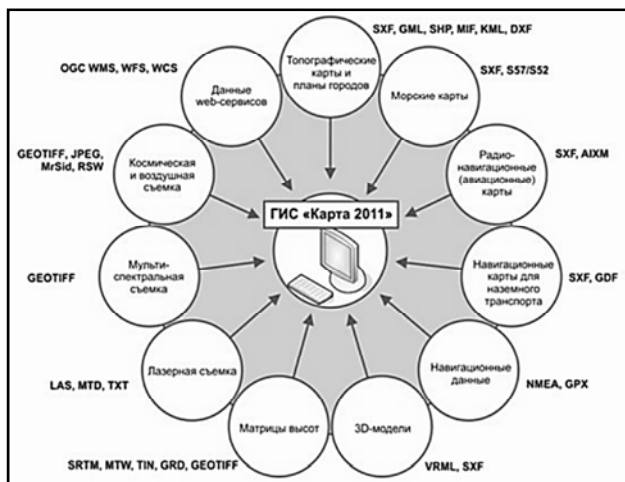 SXF, GML, SHP, MIF, KML, DXF
Топографические
карты и
планы городов
SXF, S57/S52
Морские карты
SXF, AIXM
Радио-
навигационные
(авиационные)
карты
SXF, GDF
Навигационные
карты для
наземного
транспорта
NMEA, GPX
Навигационные
данные
VRML, SXF
3D-модели
SRTM, MTW, TIN, GRD, GEOTIFF
Матрицы высот
LAS, MTD, TXT
Лазерная съемка
GEOTIFF
Мульти-
спектральная
съемка
GEOTIFF, JPEG,
MrSid, RSW
Космическая
и воздушная
съемка
OGC WMS, WFS, WCS
Данные
web-сервисов
ГИС «Карта 2011»